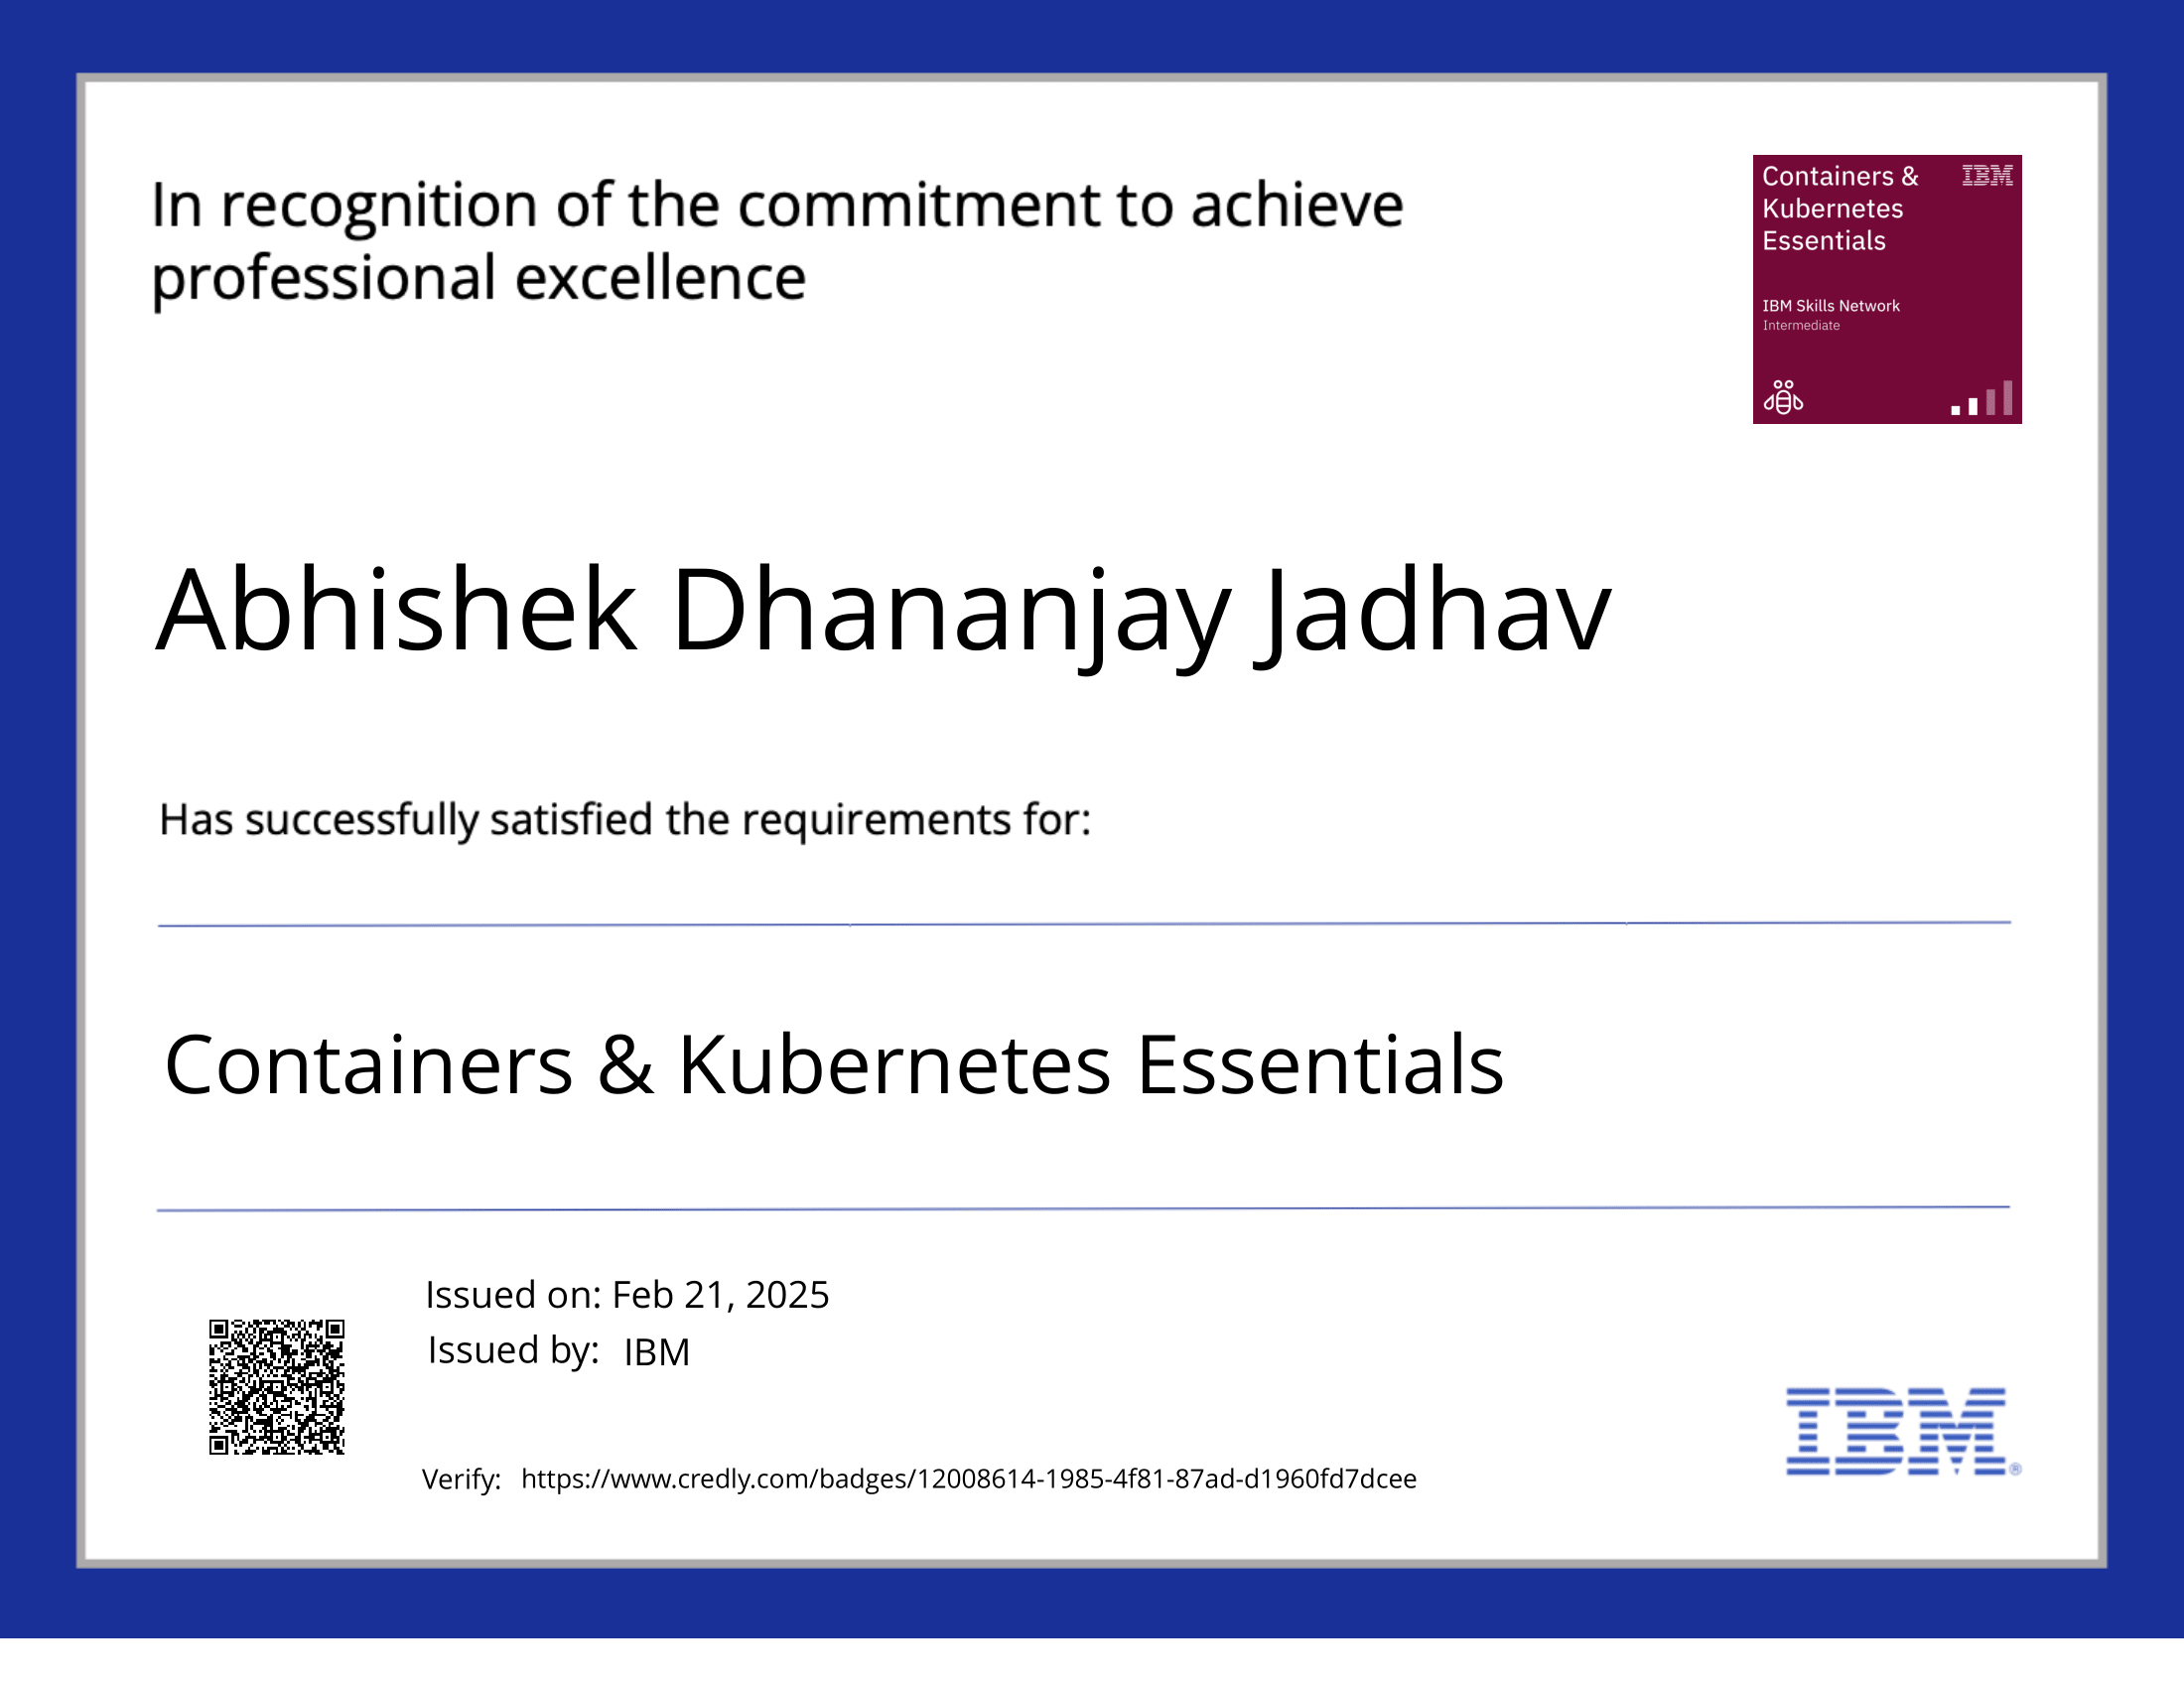 In recognition of the commitment to achieve
professional excellence
Containers &
Kubernetes
Essentials
IBM
IBM Skills Network
Intermediate
Abhishek Dhananjay Jadhav
Has successfully satisfied the requirements for:
Containers & Kubernetes Essentials
Issued on: Feb 21, 2025
Issued by: IBM
Verify: https://www.credly.com/badges/12008614-1985-4f81-87ad-d1960fd7dcee
IBM®